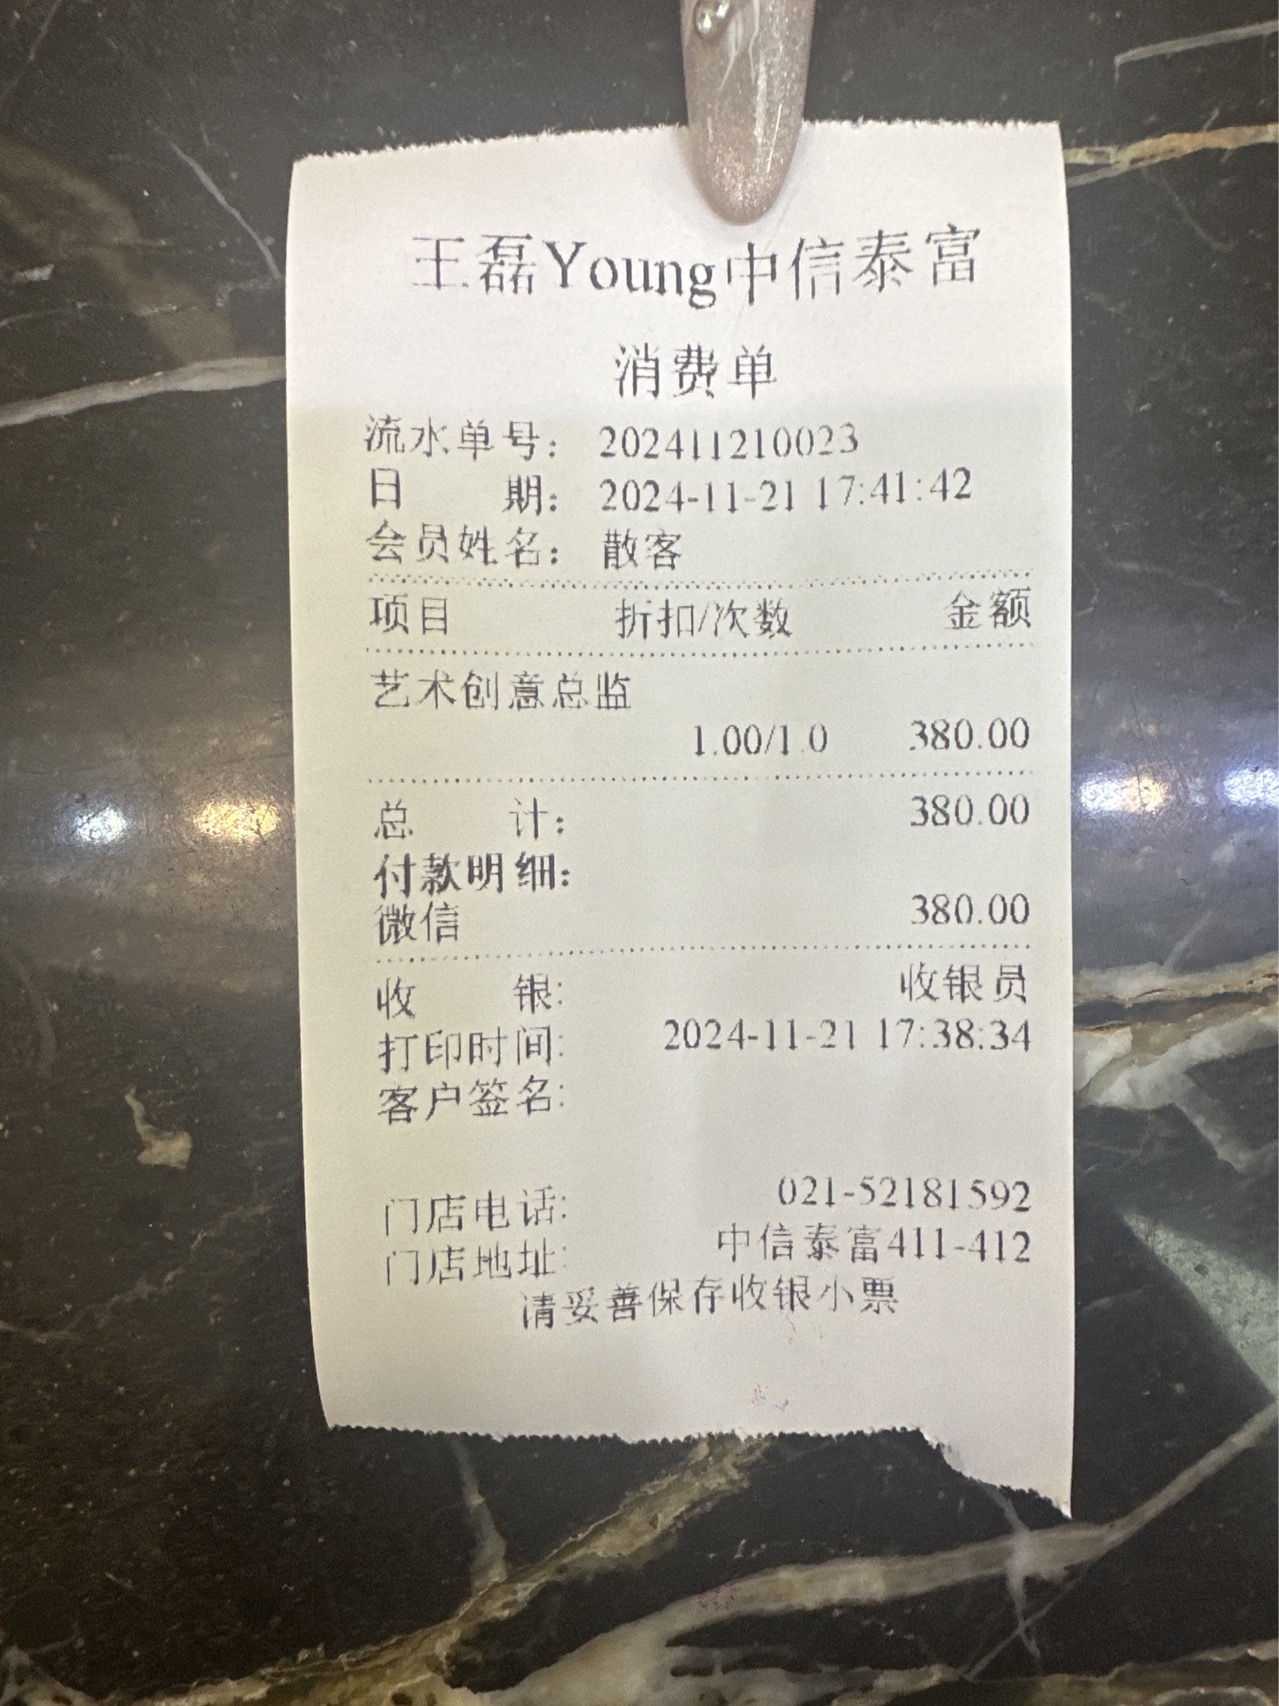 王磊Young中信泰富
消费单
流水单号： 202411210023
日 期： 2024-11-21 17:41:42
会员姓名： 散客
项目 折扣/次数 金额
艺术创意总监
1.00/1.0 380.00
总 计： 380.00
付款明细：
微信 380.00
收 银: 收银员
打印时间: 2024-11-21 17:38:34
客户签名:
门店电话: 021-52181592
门店地址: 中信泰富411-412
请妥善保存收银小票